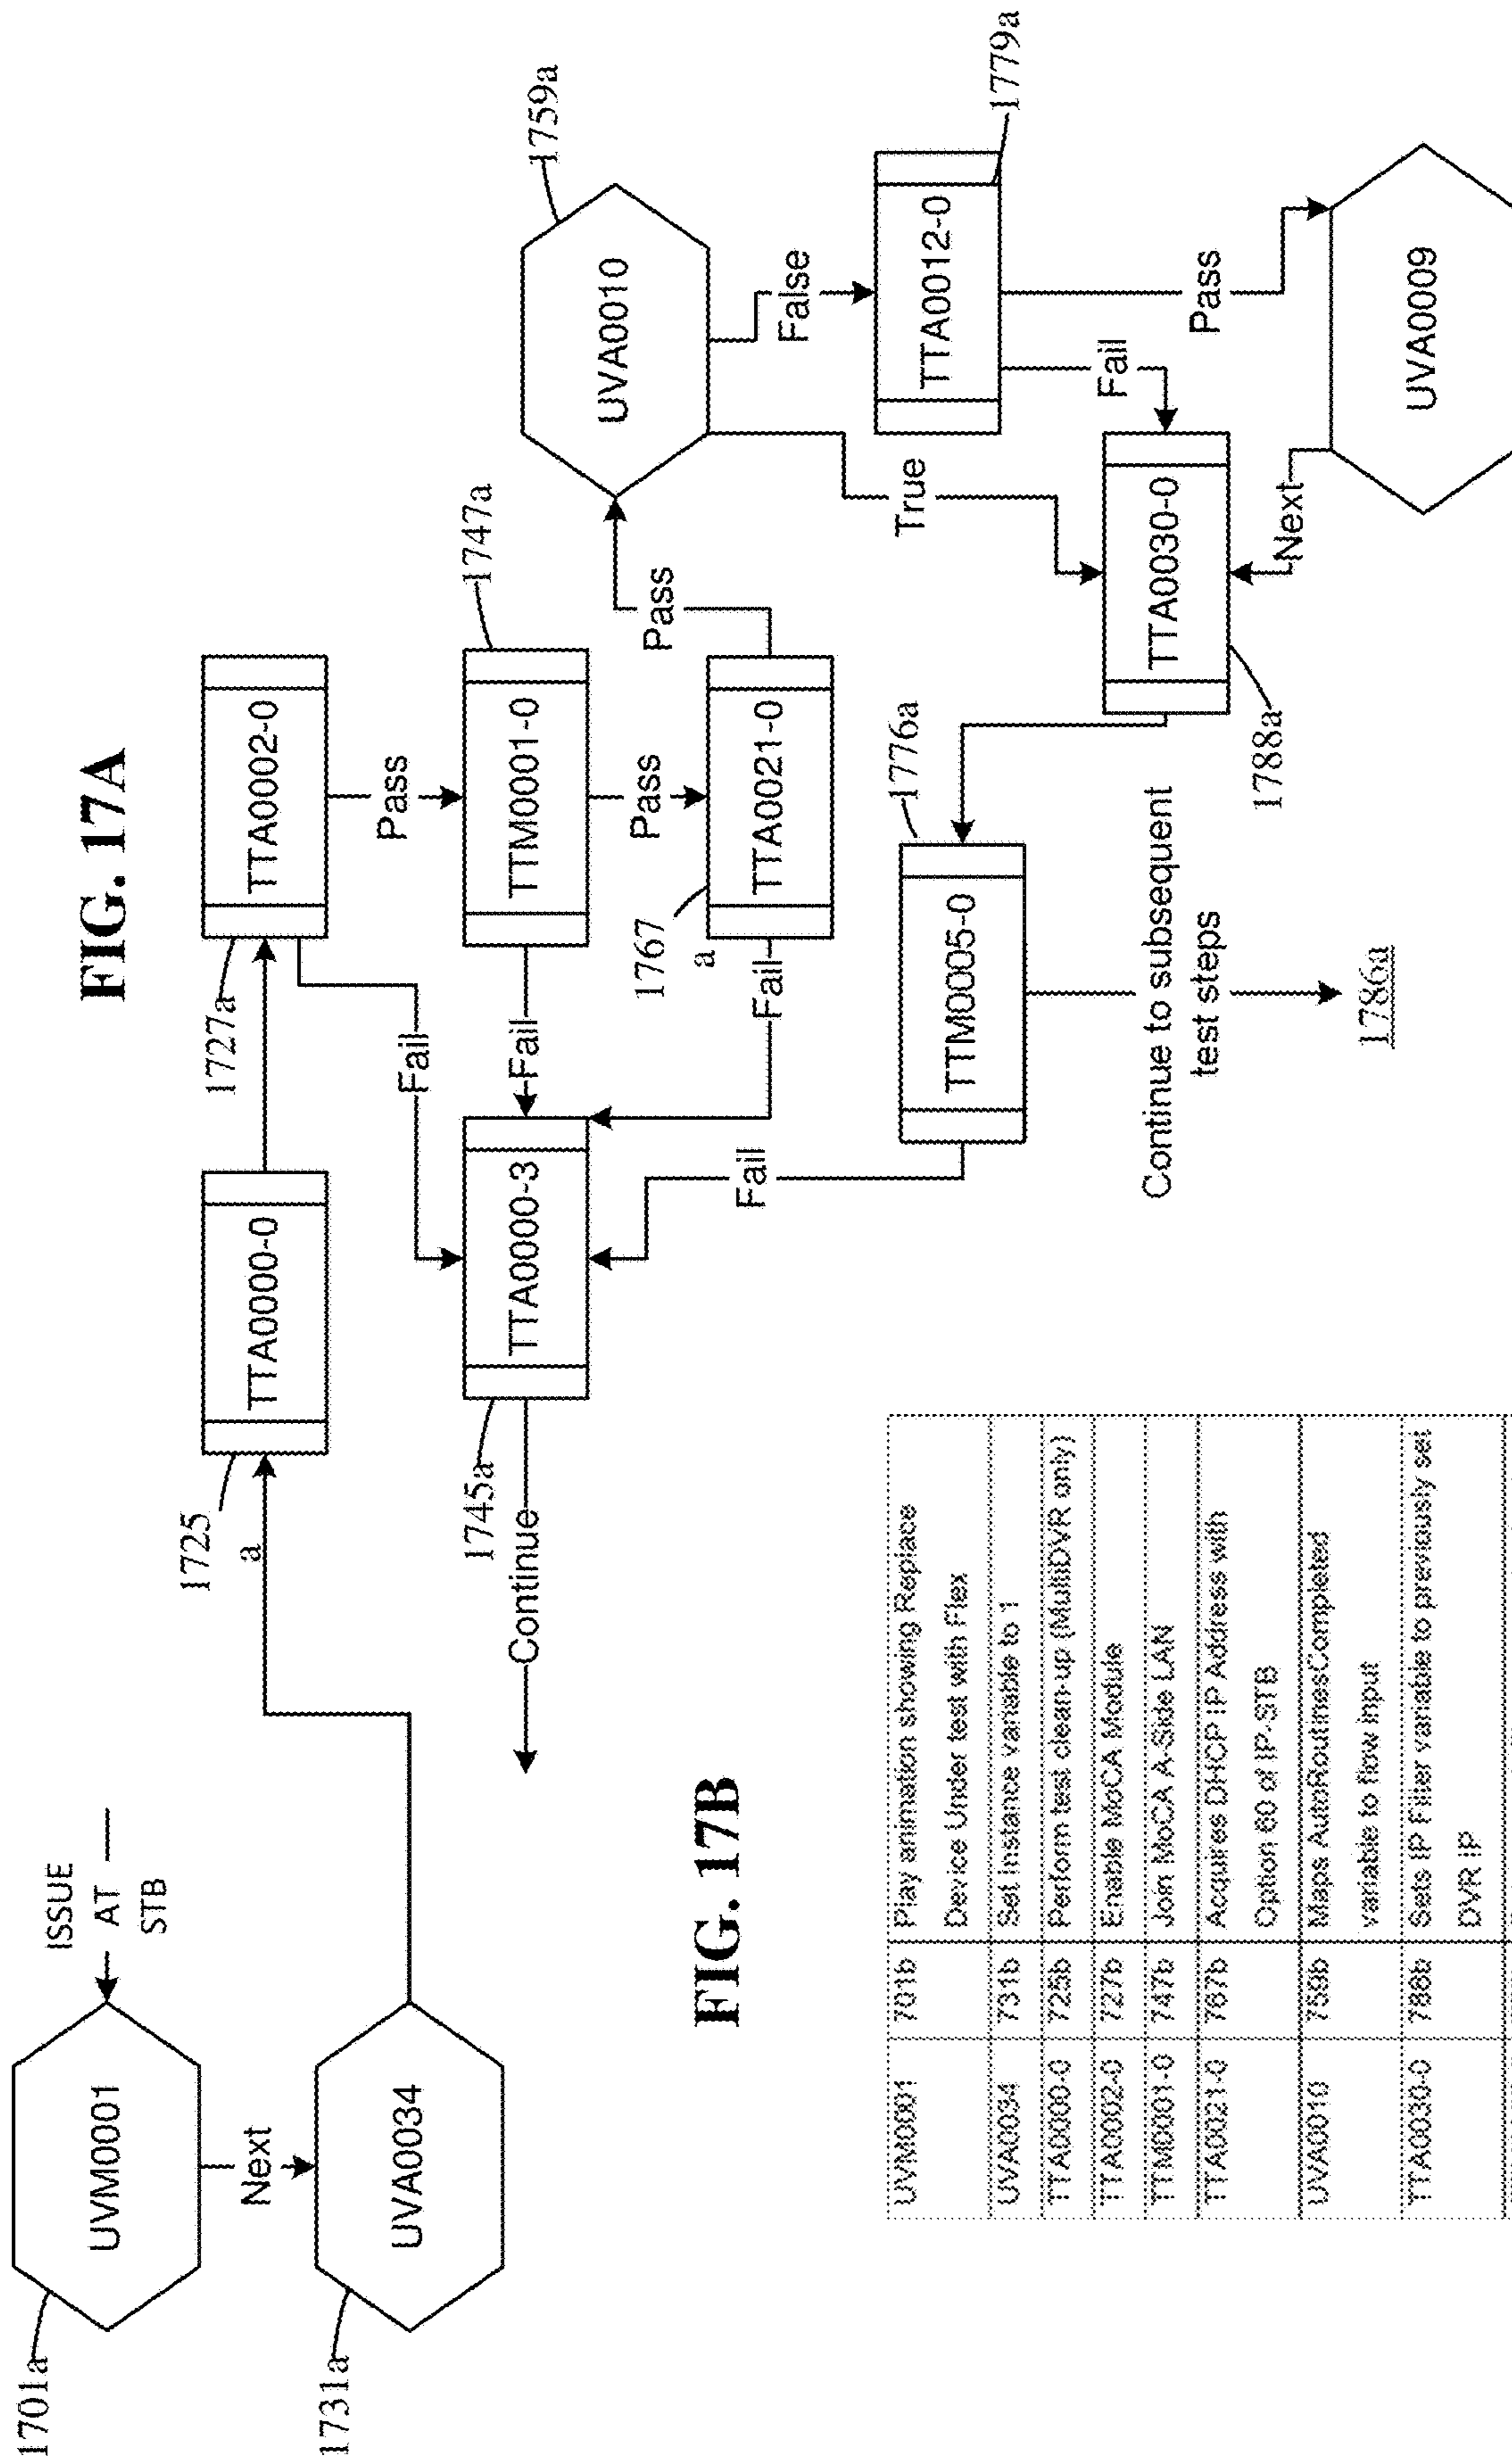 FIG. 17A
1701a
UVM0001
ISSUE
AT
STB
Next
1731a
UVA0034
1725
a
TTA0000-0
1727a
TTA0002-0
Pass
Fail
1745a
TTA0000-3
Continue
Fail
TTM0001-0
1747a
Pass
1767
a
TTA0021-0
Fail
Pass
1759a
UVA0010
True
False
TTA0012-0
1779a
Fail
Pass
TTA0030-0
1788a
Next
UVA0009
1776a
TTM0005-0
Fail
Continue to subsequent
test steps
1786a
FIG. 17B
UVM0001 701b Play animation showing Replace
Device Under test with Flex
UVA0034 731b Set Instance variable to 1
TTA0000-0 725b Perform test clean-up (MultiDVR only)
TTA0002-0 727b Enable MoCA Module
TTM0001-0 747b Join MoCA A-Side LAN
TTA0021-0 767b Acquires DHCP IP Address with
Option 60 of IP-STB
UVA0010 759b Maps AutoRoutinesCompleted
variable to flow input
TTA0030-0 788b Sets IP Filter variable to previously set
DVR IP